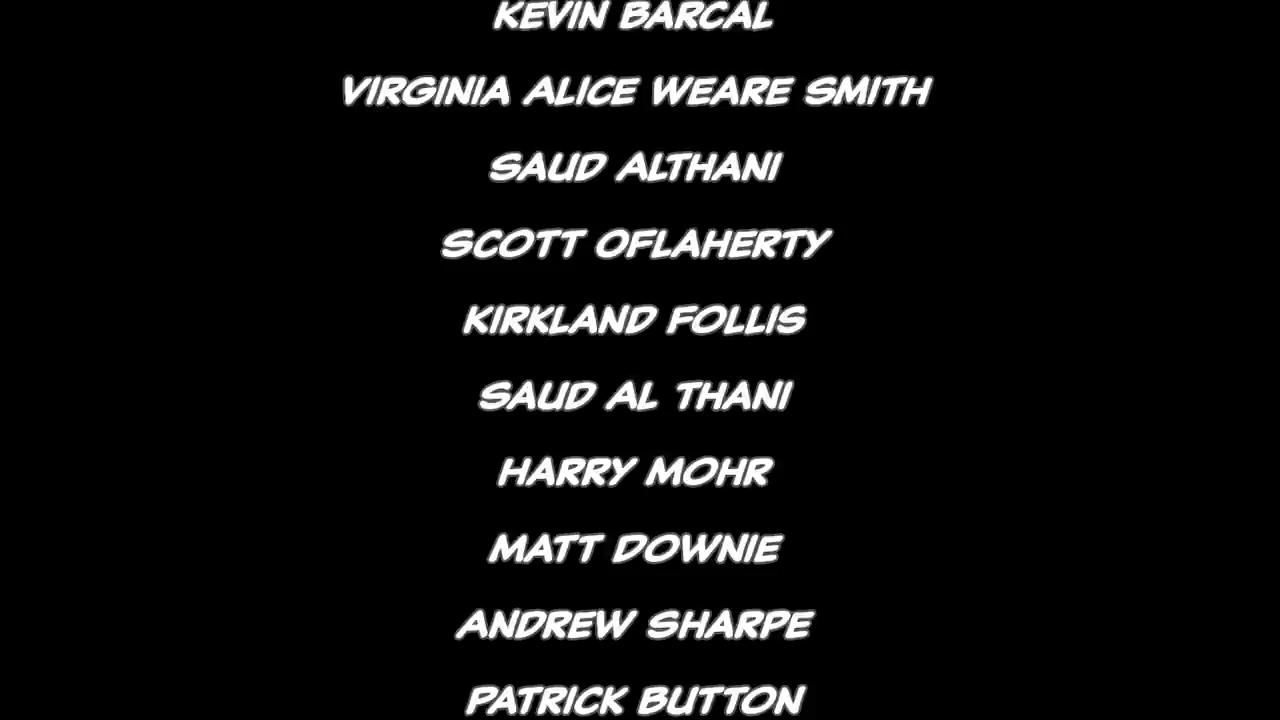 KEVIN BARCAL
VIRGINIA ALICE WEARE SMITH
SAUD ALTHANI
SCOTT OFLAHERTY
KIRKLAND FOLLIS
SAUD AL THANI
HARRY MOHR
MATT DOWNIE
ANDREW SHARPE
PATRICK BUTTON